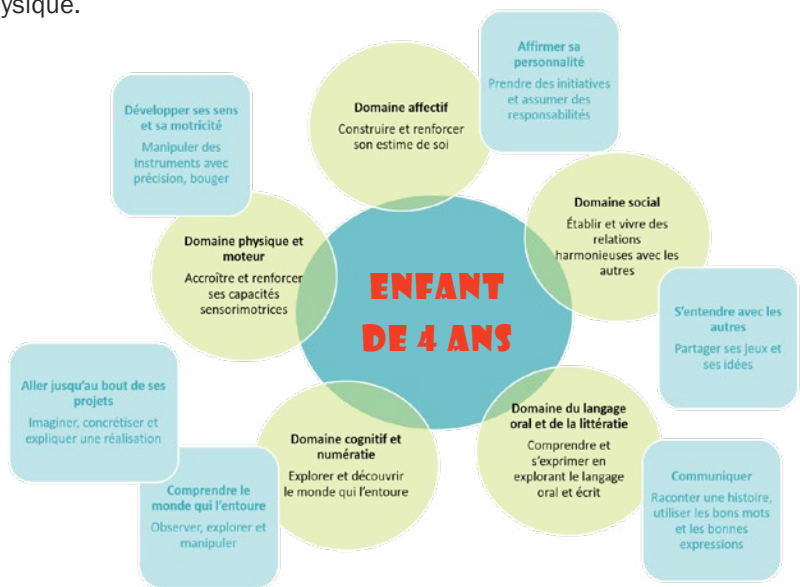 ysique.
Affirmer sa
personnalité
Prendre des initiatives
et assumer des
responsabilités
Développer ses sens
et sa motricité
Manipuler des
instruments avec
précision, bouger
Domaine affectif
Construire et renforcer
son estime de soi
Domaine social
Établir et vivre des
relations
harmonieuses avec les
autres
Domaine physique et
moteur
Accroître et renforcer
ses capacités
sensorimotrices
ENFANT
DE 4 ANS
S'entendre avec les
autres
Partager ses jeux et
ses idées
Aller jusqu'au bout de ses
projets
Imaginer, concrétiser et
expliquer une réalisation
Domaine cognitif et
numératie
Explorer et découvrir
le monde qui l'entoure
Domaine du langage
oral et de la littératie
Comprendre et
s'exprimer en
explorant le langage
oral et écrit
Comprendre le
monde qui l'entoure
Observer, explorer et
manipuler
Communiquer
Raconter une histoire,
utiliser les bons mots
et les bonnes
expressions